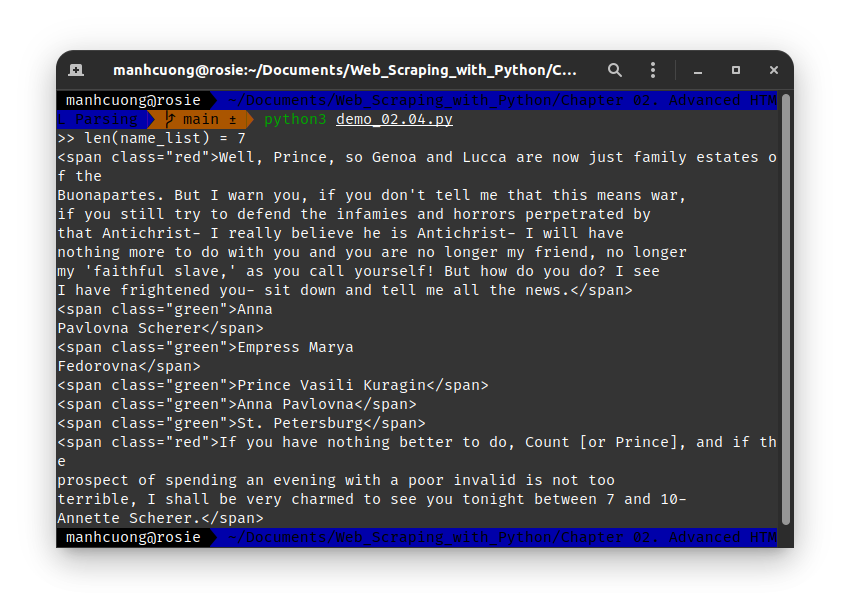 manhcuong@rosie:~/Documents/Web_Scraping_with_Python/C...
manhcuong@rosie ~/Documents/Web_Scraping_with_Python/Chapter 02. Advanced HTM
L Parsing main ± python3 demo_02.04.py
>> len(name_list) = 7
<span class="red">Well, Prince, so Genoa and Lucca are now just family estates o
f the
Buonapartes. But I warn you, if you don't tell me that this means war,
if you still try to defend the infamies and horrors perpetrated by
that Antichrist- I really believe he is Antichrist- I will have
nothing more to do with you and you are no longer my friend, no longer
my 'faithful slave,' as you call yourself! But how do you do? I see
I have frightened you- sit down and tell me all the news.</span>
<span class="green">Anna
Pavlovna Scherer</span>
<span class="green">Empress Marya
Fedorovna</span>
<span class="green">Prince Vasili Kuragin</span>
<span class="green">Anna Pavlovna</span>
<span class="green">St. Petersburg</span>
<span class="red">If you have nothing better to do, Count [or Prince], and if th
e
prospect of spending an evening with a poor invalid is not too
terrible, I shall be very charmed to see you tonight between 7 and 10-
Annette Scherer.</span>
manhcuong@rosie ~/Documents/Web_Scraping_with_Python/Chapter 02. Advanced HTM